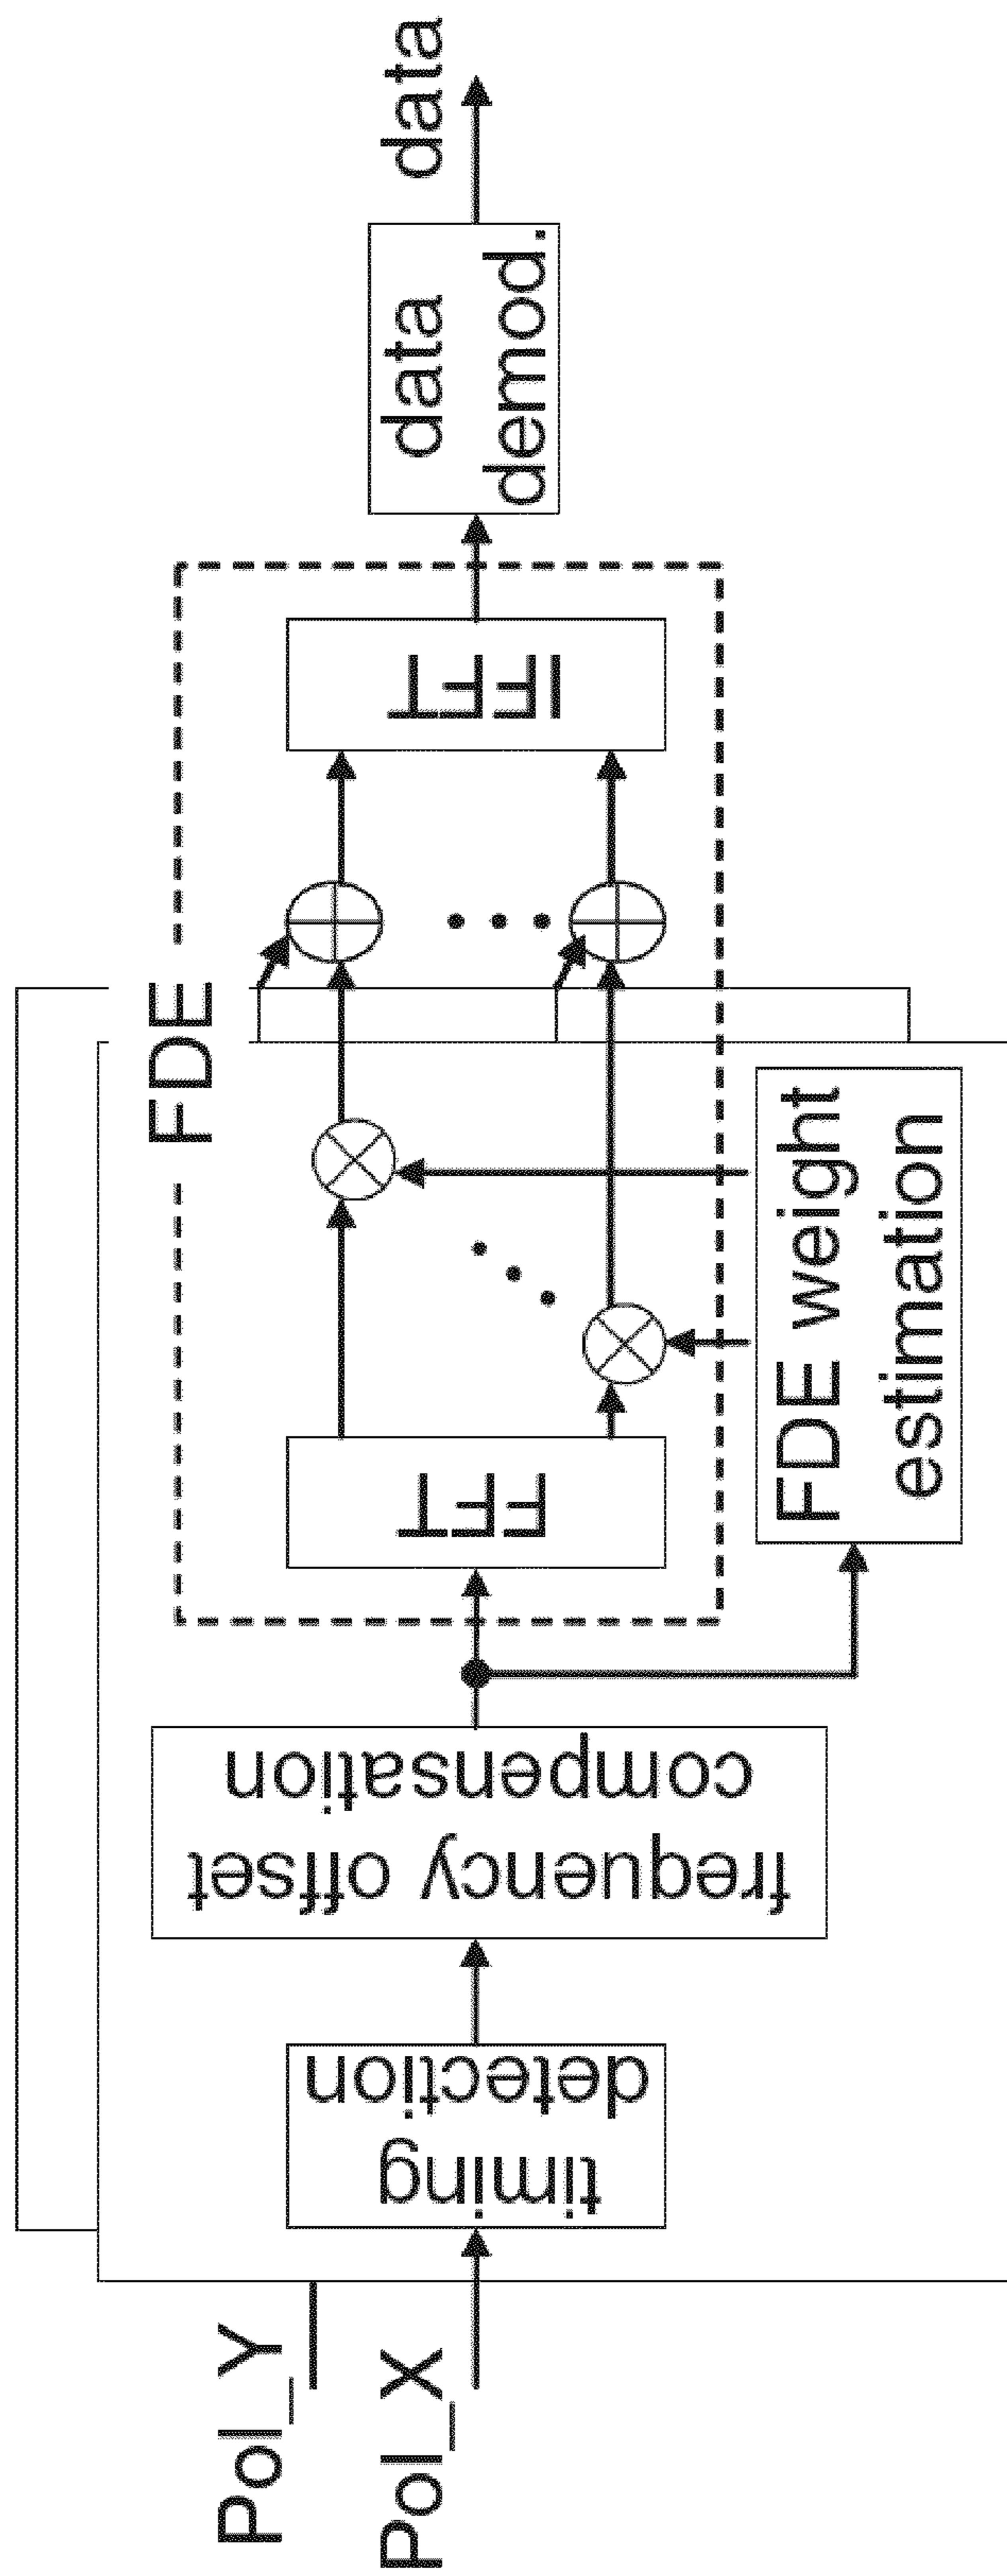 Pol_Y
Pol_X
timing
detection
frequency offset
compensation
FDE
FFT
FDE weight
estimation
IFFT
data
demod.
data